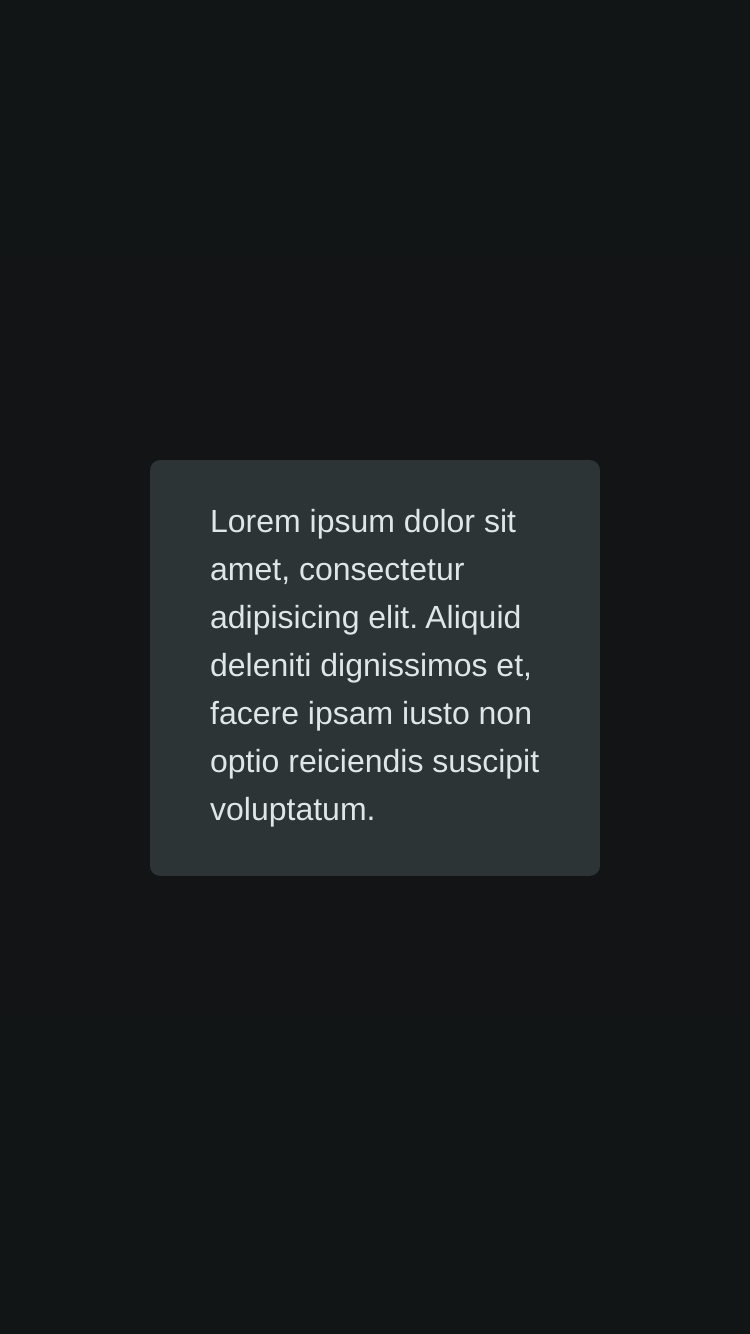 Lorem ipsum dolor sit
amet, consectetur
adipisicing elit. Aliquid
deleniti dignissimos et,
facere ipsam iusto non
optio reiciendis suscipit
voluptatum.